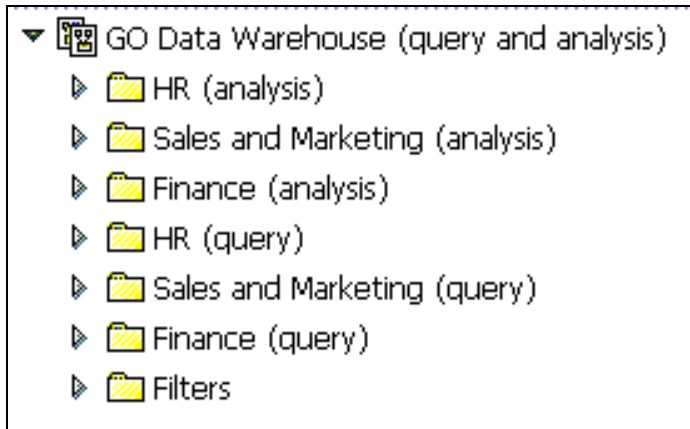 GO Data Warehouse (query and analysis)
HR (analysis)
Sales and Marketing (analysis)
Finance (analysis)
HR (query)
Sales and Marketing (query)
Finance (query)
Filters